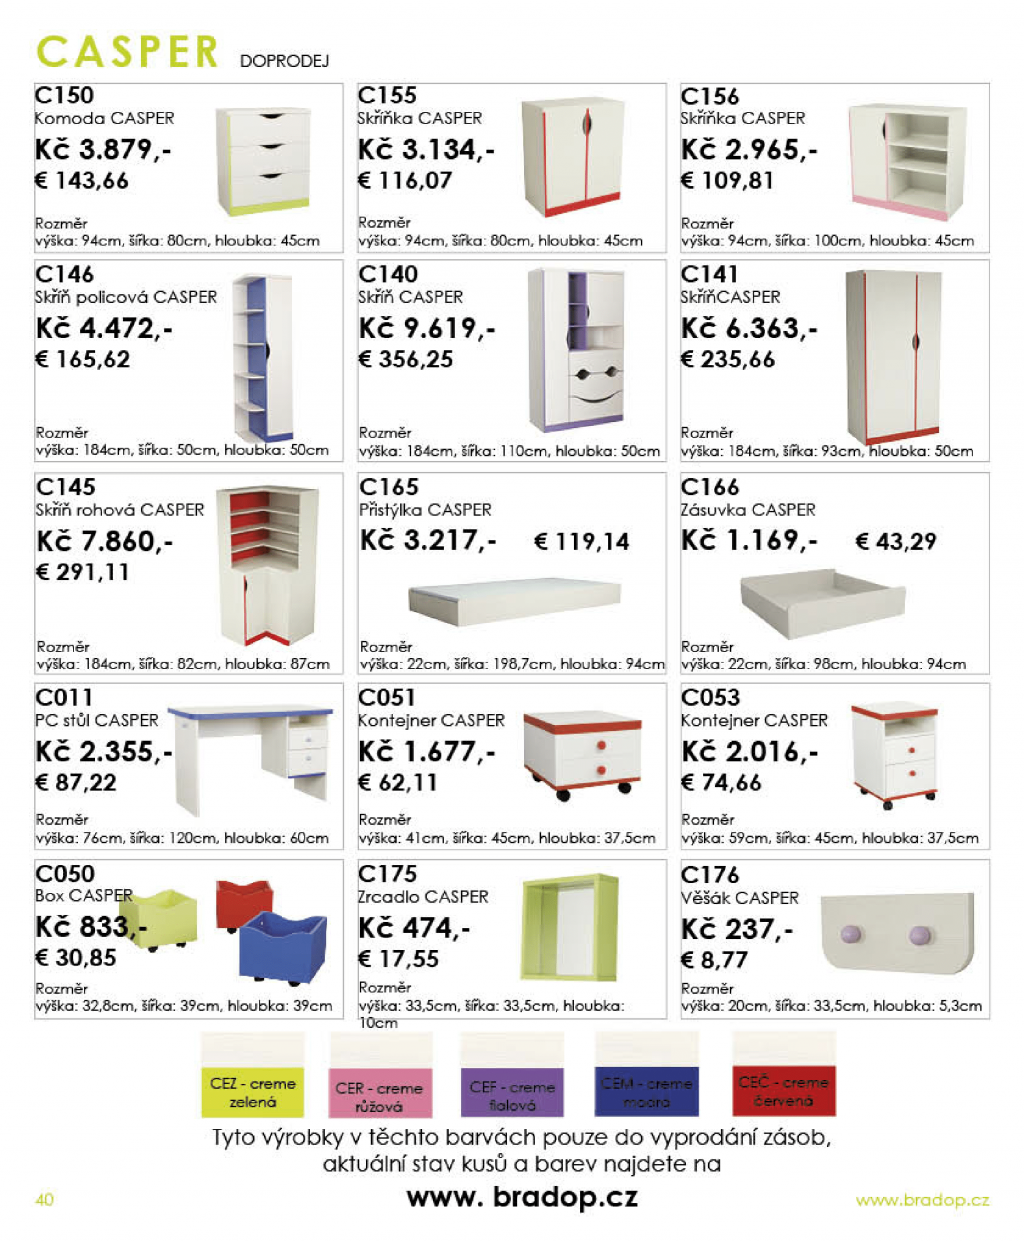 CASPER DOPRODEJ
C150
Komoda CASPER
Kč 3.879,-
€ 143,66
Rozměr
výška: 94cm, šířka: 80cm, hloubka: 45cm
C155
Skříňka CASPER
Kč 3.134,-
€ 116,07
Rozměr
výška: 94cm, šířka: 80cm, hloubka: 45cm
C156
Skříňka CASPER
Kč 2.965,-
€ 109,81
Rozměr
výška: 94cm, šířka: 100cm, hloubka: 45cm
C146
Skříň policová CASPER
Kč 4.472,-
€ 165,62
Rozměr
výška: 184cm, šířka: 50cm, hloubka: 50cm
C140
Skříň CASPER
Kč 9.619,-
€ 356,25
Rozměr
výška: 184cm, šířka: 110cm, hloubka: 50cm
C141
SkříňCASPER
Kč 6.363,-
€ 235,66
Rozměr
výška: 184cm, šířka: 93cm, hloubka: 50cm
C145
Skříň rohová CASPER
Kč 7.860,-
€ 291,11
Rozměr
výška: 184cm, šířka: 82cm, hloubka: 87cm
C165
Přistýlka CASPER
Kč 3.217,- € 119,14
Rozměr
výška: 22cm, šířka: 198,7cm, hloubka: 94cm
C166
Zásuvka CASPER
Kč 1.169,- € 43,29
Rozměr
výška: 22cm, šířka: 98cm, hloubka: 94cm
C011
PC stůl CASPER
Kč 2.355,-
€ 87,22
Rozměr
výška: 76cm, šířka: 120cm, hloubka: 60cm
C051
Kontejner CASPER
Kč 1.677,-
€ 62,11
Rozměr
výška: 41cm, šířka: 45cm, hloubka: 37,5cm
C053
Kontejner CASPER
Kč 2.016,-
€ 74,66
Rozměr
výška: 59cm, šířka: 45cm, hloubka: 37,5cm
C050
Box CASPER
Kč 833,-
€ 30,85
Rozměr
výška: 32,8cm, šířka: 39cm, hloubka: 39cm
C175
Zrcadlo CASPER
Kč 474,-
€ 17,55
Rozměr
výška: 33,5cm, šířka: 33,5cm, hloubka:
10cm
C176
Věšák CASPER
Kč 237,-
€ 8,77
Rozměr
výška: 20cm, šířka: 33,5cm, hloubka: 5,3cm
CEZ - creme
zelená
CER - creme
růžová
CEF - creme
fialová
CEM - creme
modrá
CEČ - creme
červená
Tyto výrobky v těchto barvách pouze do vyprodání zásob,
aktuální stav kusů a barev najdete na
www. bradop.cz
40
www.bradop.cz